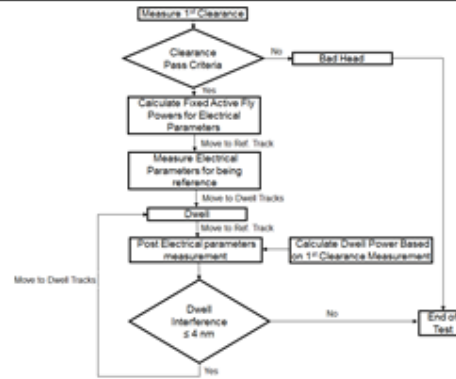 Measure 1st Clearance
Clearance
Pass Criteria
No
Bad Head
Yes
Calculate Fixed Active Fly
Powers for Electrical
Parameters
Move to Ref. Track
Measure Electrical
Parameters for being
reference
Move to Dwell Tracks
Dwell
Move to Ref. Track
Post Electrical parameters
measurement
Calculate Dwell Power Based
on 1st Clearance Measurement
Move to Dwell Tracks
Dwell
Interference
≤ 4 nm
No
End of
Test
Yes